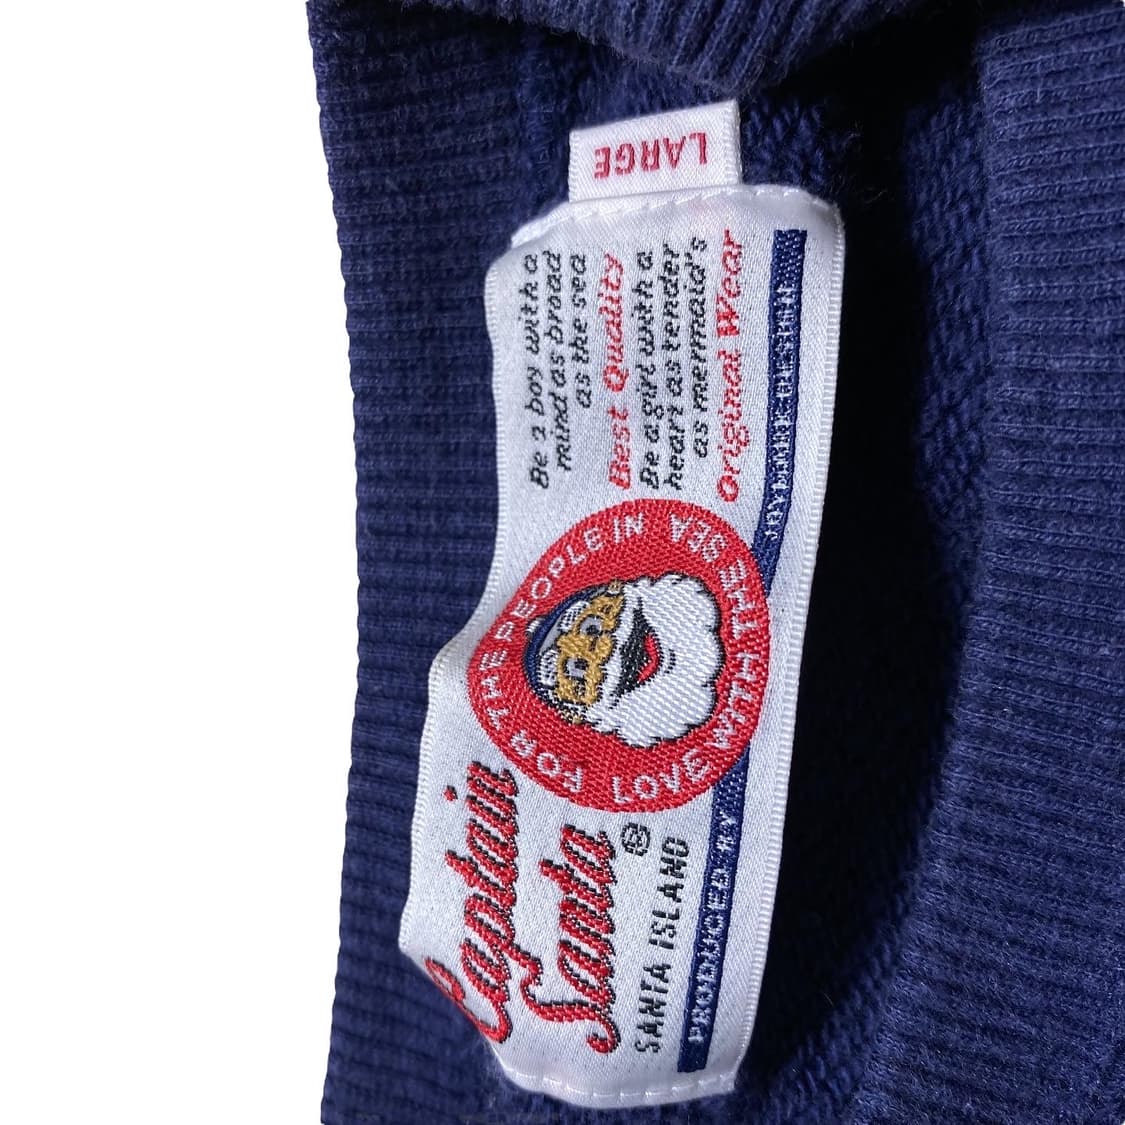 LARGE
Captain
Santa
®
SANTA ISLAND
FOR THE PEOPLE IN
LOVE WITH THE SEA
Be a boy with a
mind as broad
as the sea
Best Quality
Be a girl with a
heart as tender
as mermaid's
Original Wear
PRODUCED BY
DESIGN